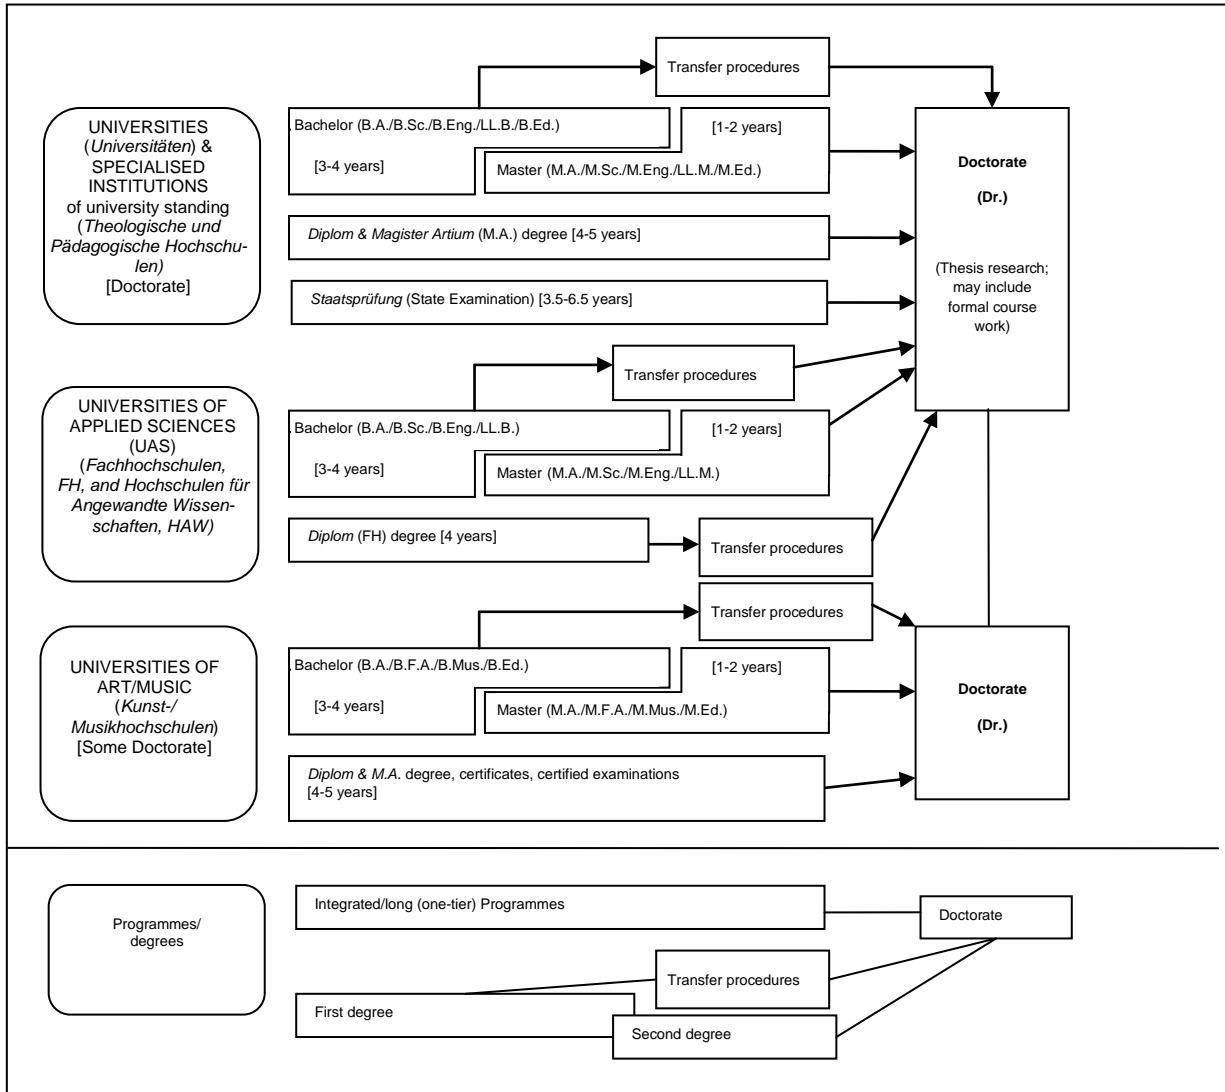 Transfer procedures
UNIVERSITIES
(Universitäten) &
SPECIALISED
INSTITUTIONS
of university standing
(Theologische und
Pädagogische Hochschu-
len)
[Doctorate]
. Bachelor (B.A./B.Sc./B.Eng./LL.B./B.Ed.)
[3-4 years]
[1-2 years]
Master (M.A./M.Sc./M.Eng./LL.M./M.Ed.)
Diplom & Magister Artium (M.A.) degree [4-5 years]
Staatsprüfung (State Examination) [3.5-6.5 years]
Doctorate
(Dr.)
(Thesis research;
may include
formal course
work)
Transfer procedures
UNIVERSITIES OF
APPLIED SCIENCES
(UAS)
(Fachhochschulen,
FH, and Hochschulen für
Angewandte Wissen-
schaften, HAW)
. Bachelor (B.A./B.Sc./B.Eng./LL.B.)
[3-4 years]
[1-2 years]
Master (M.A./M.Sc./M.Eng./LL.M.)
Diplom (FH) degree [4 years]
Transfer procedures
Transfer procedures
UNIVERSITIES OF
ART/MUSIC
(Kunst-/
Musikhochschulen)
[Some Doctorate]
. Bachelor (B.A./B.F.A./B.Mus./B.Ed.)
[3-4 years]
[1-2 years]
Master (M.A./M.F.A./M.Mus./M.Ed.)
Diplom & M.A. degree, certificates, certified examinations
[4-5 years]
Doctorate
(Dr.)
Programmes/
degrees
Integrated/long (one-tier) Programmes
Doctorate
Transfer procedures
First degree
Second degree